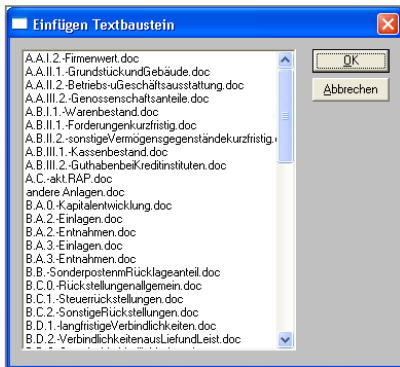 Einfügen Textbaustein
A.A.I.2.-Firmenwert.doc
A.A.II.1.-GrundstückundGebäude.doc
A.A.II.2.-Betriebs-uGeschäftsausstattung.doc
A.A.III.2.-Genossenschaftsanteile.doc
A.B.I.1.-Warenbestand.doc
A.B.II.1.-Forderungenkurzfristig.doc
A.B.II.2.-sonstigeVermögensgegenständekurzfristig.
A.B.III.1.-Kassenbestand.doc
A.B.III.2.-GuthabenbeiKreditinstituten.doc
A.C.-akt.RAP.doc
andere Anlagen.doc
B.A.0.-Kapitalentwicklung.doc
B.A.2.-Einlagen.doc
B.A.2.-Entnahmen.doc
B.A.3.-Einlagen.doc
B.A.3.-Entnahmen.doc
B.B.-SonderpostenmRücklageanteil.doc
B.C.0.-Rückstellungenallgemein.doc
B.C.1.-Steuerrückstellungen.doc
B.C.2.-SonstigeRückstellungen.doc
B.D.1.-langfristigeVerbindlichkeiten.doc
B.D.2.-VerbindlichkeitenausLiefundLeist.doc
OK
Abbrechen